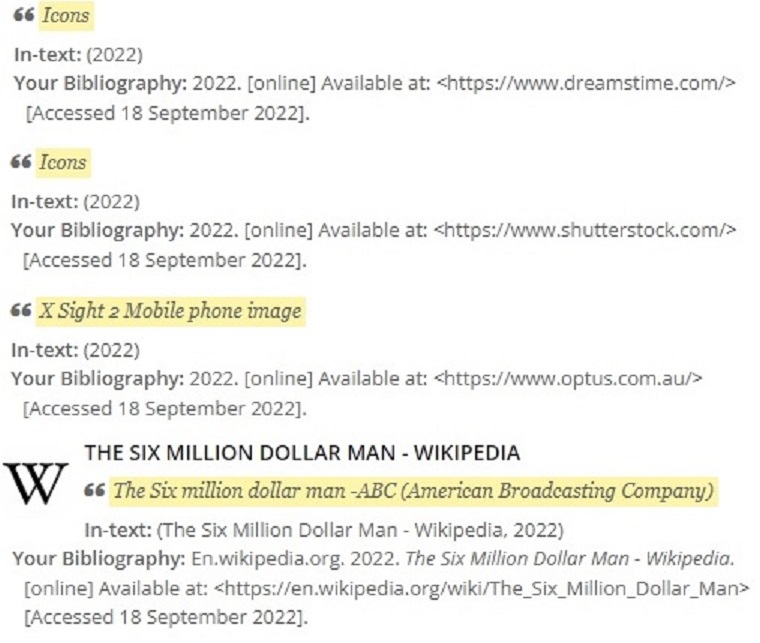 ❝ Icons
In-text: (2022)
Your Bibliography: 2022. [online] Available at: <https://www.dreamstime.com/>
[Accessed 18 September 2022].
❝ Icons
In-text: (2022)
Your Bibliography: 2022. [online] Available at: <https://www.shutterstock.com/>
[Accessed 18 September 2022].
❝ X Sight 2 Mobile phone image
In-text: (2022)
Your Bibliography: 2022. [online] Available at: <https://www.optus.com.au/>
[Accessed 18 September 2022].
W
THE SIX MILLION DOLLAR MAN - WIKIPEDIA
❝ The Six million dollar man -ABC (American Broadcasting Company)
In-text: (The Six Million Dollar Man - Wikipedia, 2022)
Your Bibliography: En.wikipedia.org. 2022. The Six Million Dollar Man - Wikipedia.
[online] Available at: <https://en.wikipedia.org/wiki/The_Six_Million_Dollar_Man>
[Accessed 18 September 2022].